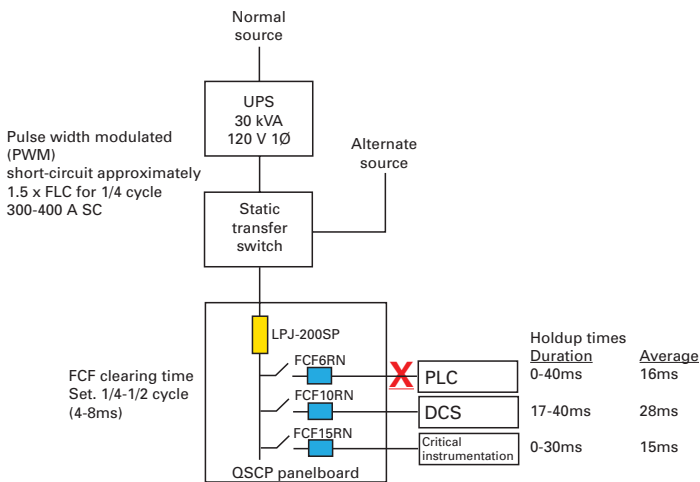 Normal
source
UPS
30 kVA
120 V 1Ø
Pulse width modulated
(PWM)
short-circuit approximately
1.5 x FLC for 1/4 cycle
300-400 A SC
Alternate
source
Static
transfer
switch
LPJ-200SP
Holdup times
Duration Average
FCF6RN
X
PLC
0-40ms 16ms
FCF clearing time
Set. 1/4-1/2 cycle
(4-8ms)
FCF10RN
DCS
17-40ms 28ms
FCF15RN
Critical
instrumentation
0-30ms 15ms
QSCP panelboard